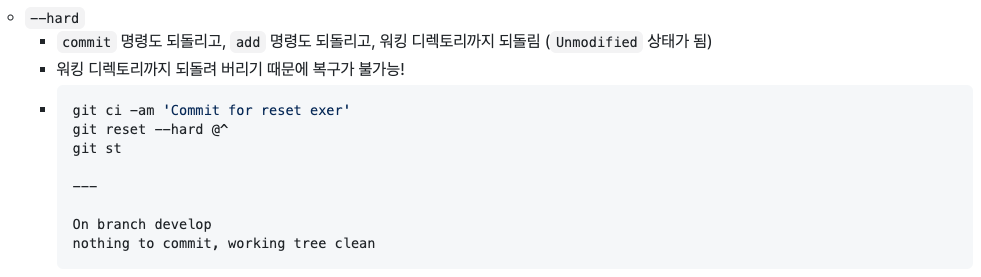 --hard
commit 명령도 되돌리고, add 명령도 되돌리고, 워킹 디렉토리까지 되돌림 ( Unmodified 상태가 됨)
워킹 디렉토리까지 되돌려 버리기 때문에 복구가 불가능!
git ci -am 'Commit for reset exer'
git reset --hard @^
git st
---
On branch develop
nothing to commit, working tree clean